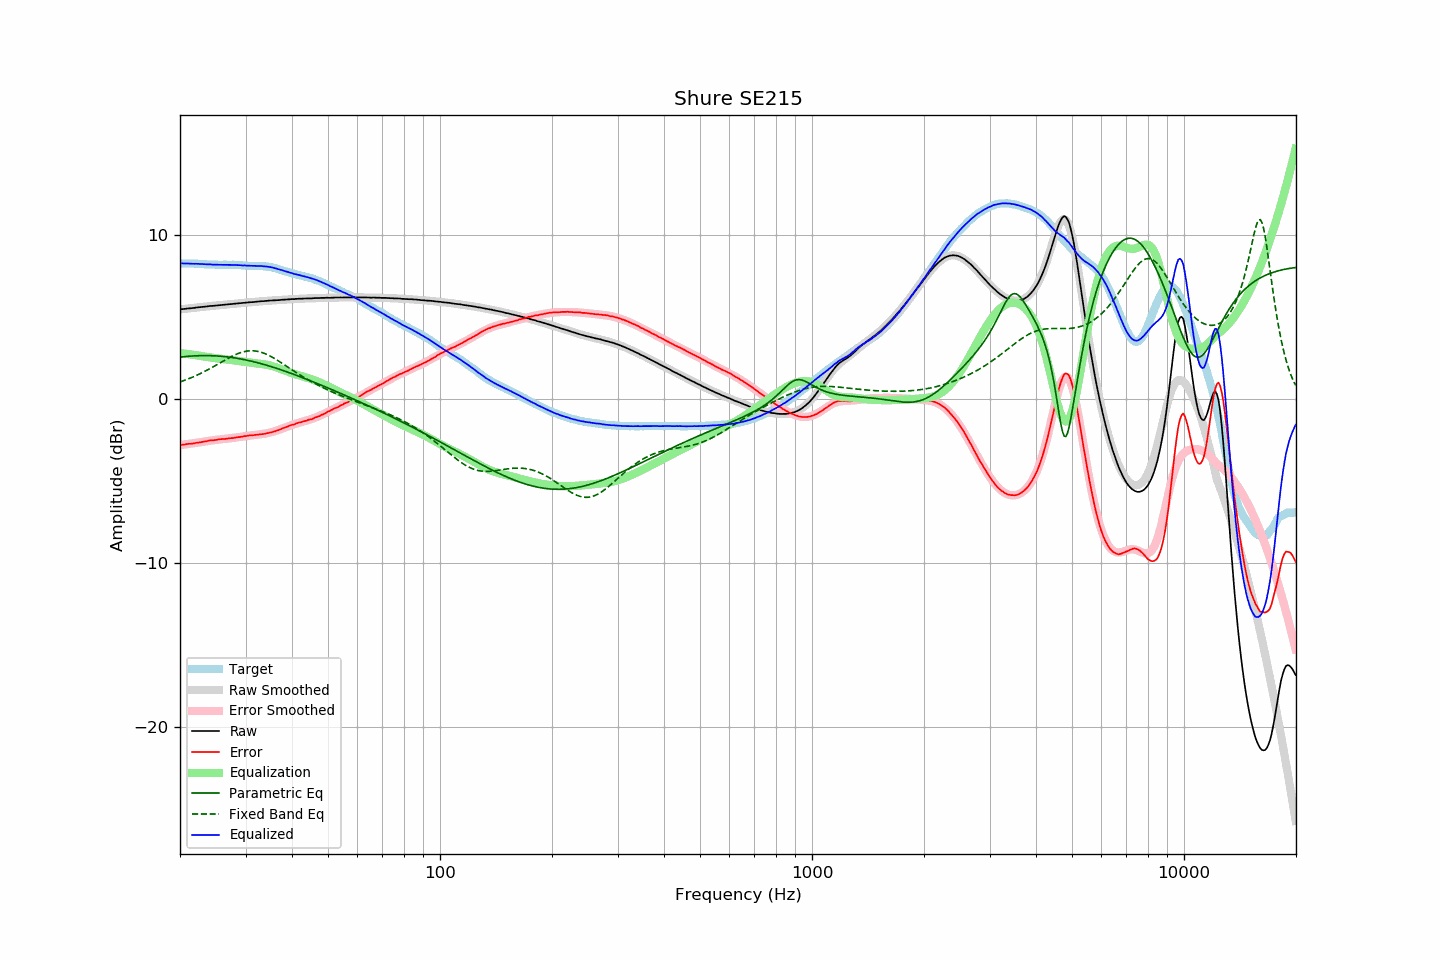 Shure SE215
Amplitude (dBr)
10
0
−10
−20
Target
Raw Smoothed
Error Smoothed
Raw
Error
Equalization
Parametric Eq
Fixed Band Eq
Equalized
100 1000 10000
Frequency (Hz)